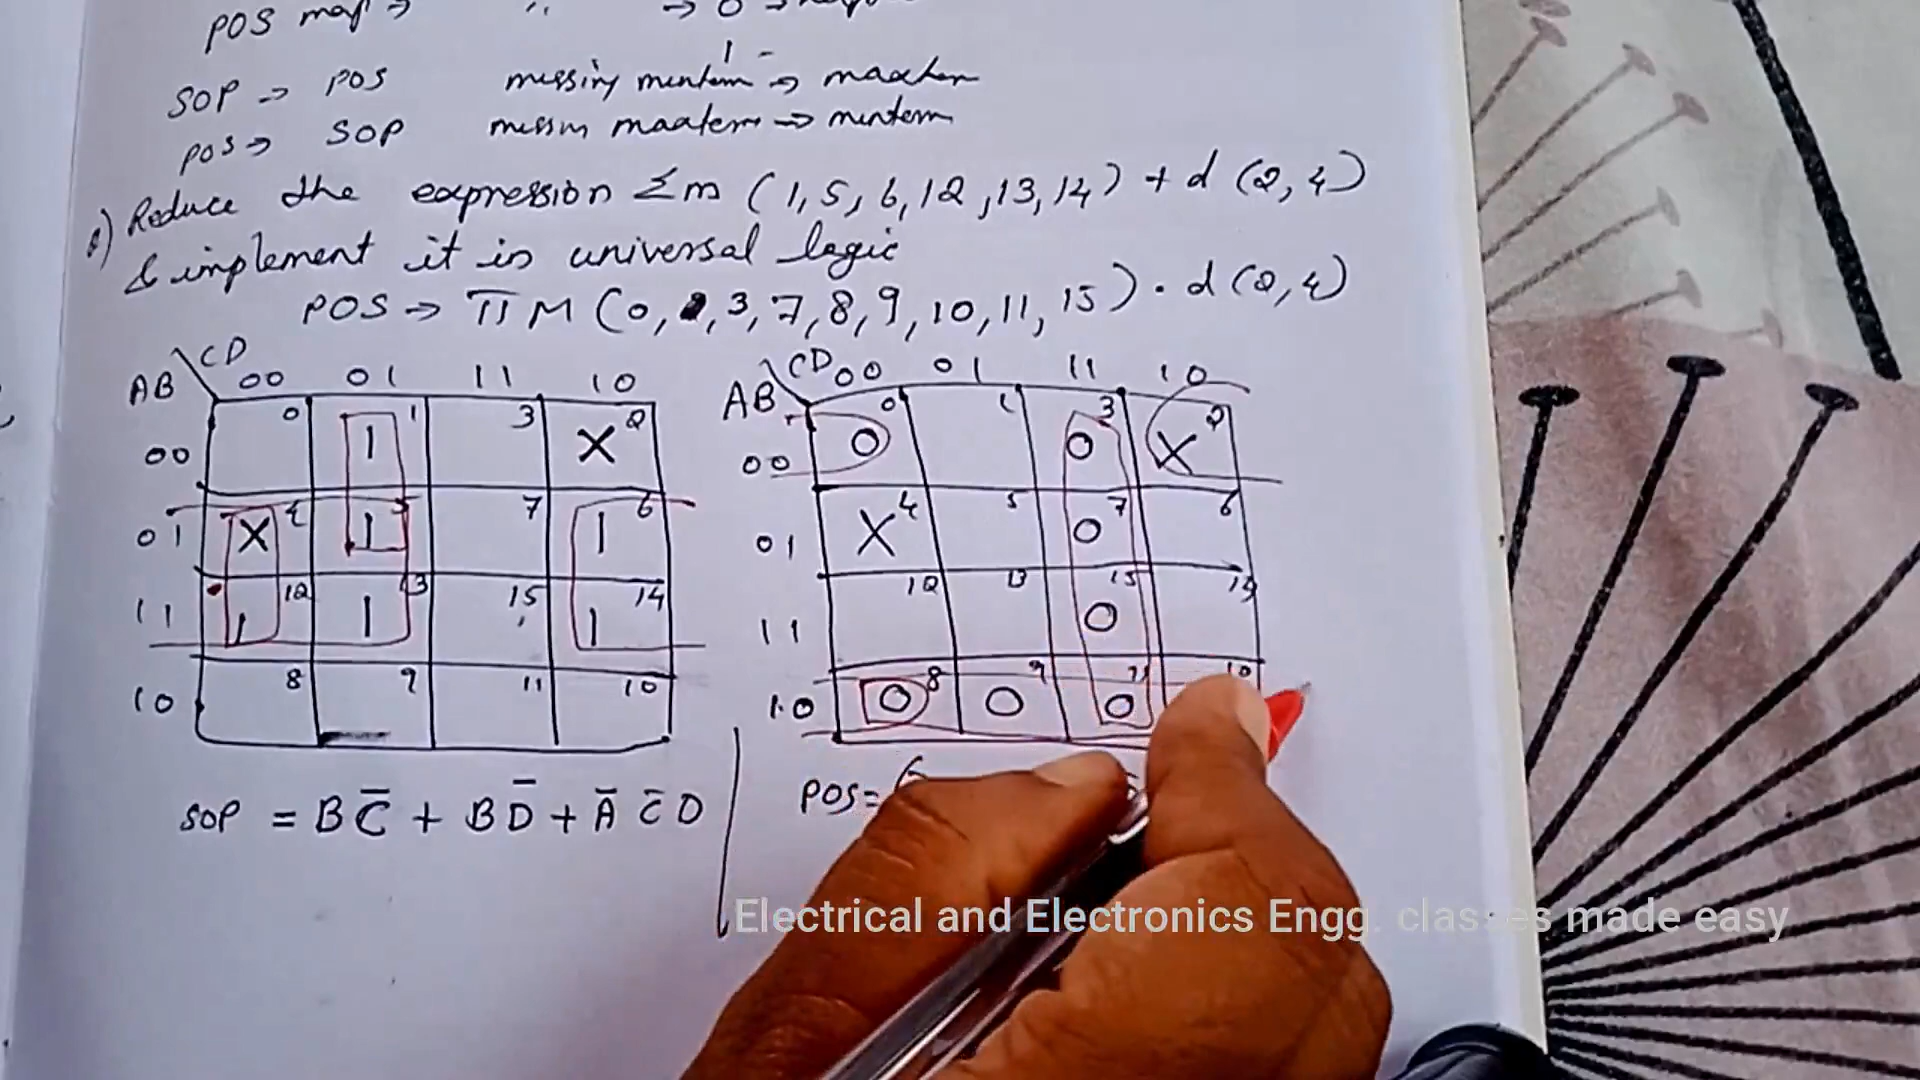 POS map → " → 0 →
1 -
SOP → POS missing minterm → maxterm
POS → SOP missin maxterm → minterm
1) Reduce the expression Σm (1, 5, 6, 12, 13, 14) + d (2, 4)
& implement it is universal logic
POS → ΠM (0, 3, 7, 8, 9, 10, 11, 15) . d (2, 4)
AB CD 00 01 11 10
00 0 1 1 3 X 2
01 X 4 1 5 7 1 6
11 1 12 1 13 15 1 14
10 8 9 11 10
SOP = BC̅ + BD̅ + A̅ C̅ D
AB CD 00 01 11 10
00 0 0 1 0 3 X 2
01 X 4 5 0 7 6
11 12 13 0 15 14
10 0 8 0 9 0 11 10
POS = (
Electrical and Electronics Engg. classes made easy